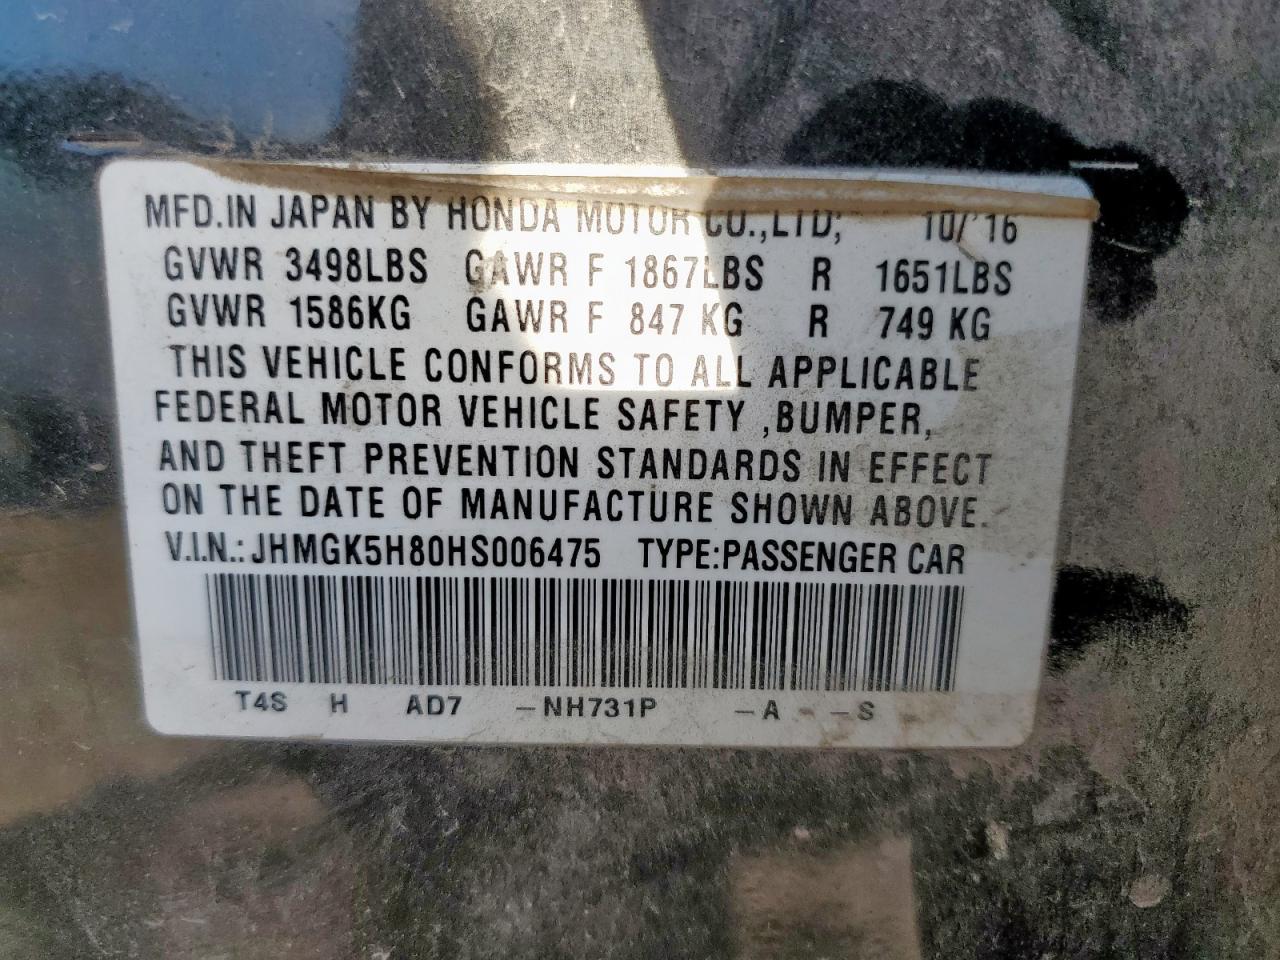 MFD.IN JAPAN BY HONDA MOTOR CO.,LTD; 10/'16
GVWR 3498LBS GAWR F 1867LBS R 1651LBS
GVWR 1586KG GAWR F 847 KG R 749 KG
THIS VEHICLE CONFORMS TO ALL APPLICABLE
FEDERAL MOTOR VEHICLE SAFETY ,BUMPER,
AND THEFT PREVENTION STANDARDS IN EFFECT
ON THE DATE OF MANUFACTURE SHOWN ABOVE.
V.I.N.: JHMGK5H80HS006475 TYPE:PASSENGER CAR
T4S H AD7 -NH731P -A - -S